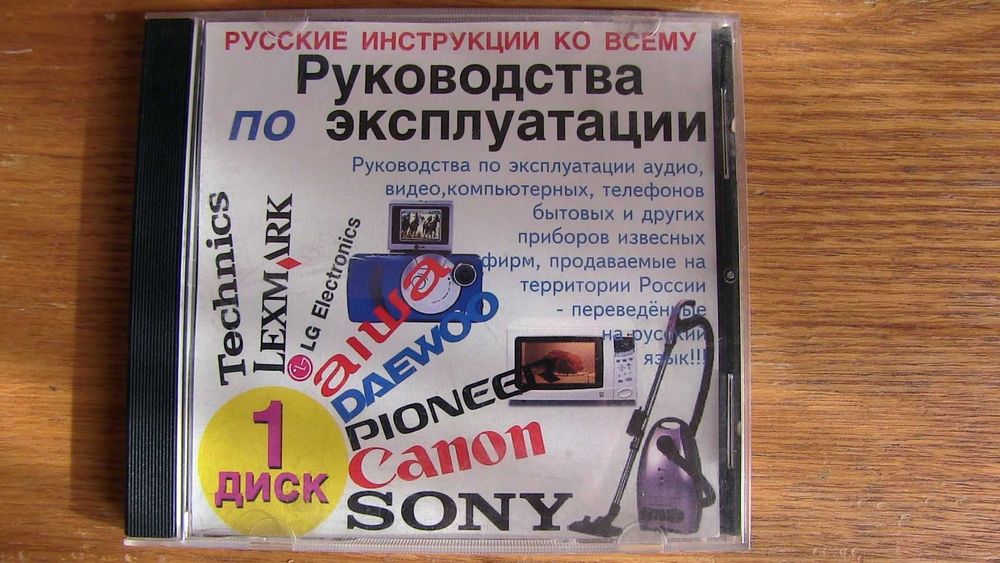 РУССКИЕ ИНСТРУКЦИИ КО ВСЕМУ
Руководства
по эксплуатации
Руководства по эксплуатации аудио,
видео,компьютерных, телефонов
бытовых и других
приборов извесных
фирм, продаваемые на
территории России
- переведённые
на русский
язык!!!
Technics
LEXMARK
LG LG Electronics
aiwa
DAEWOO
PIONEER
Canon
SONY
1
ДИСК